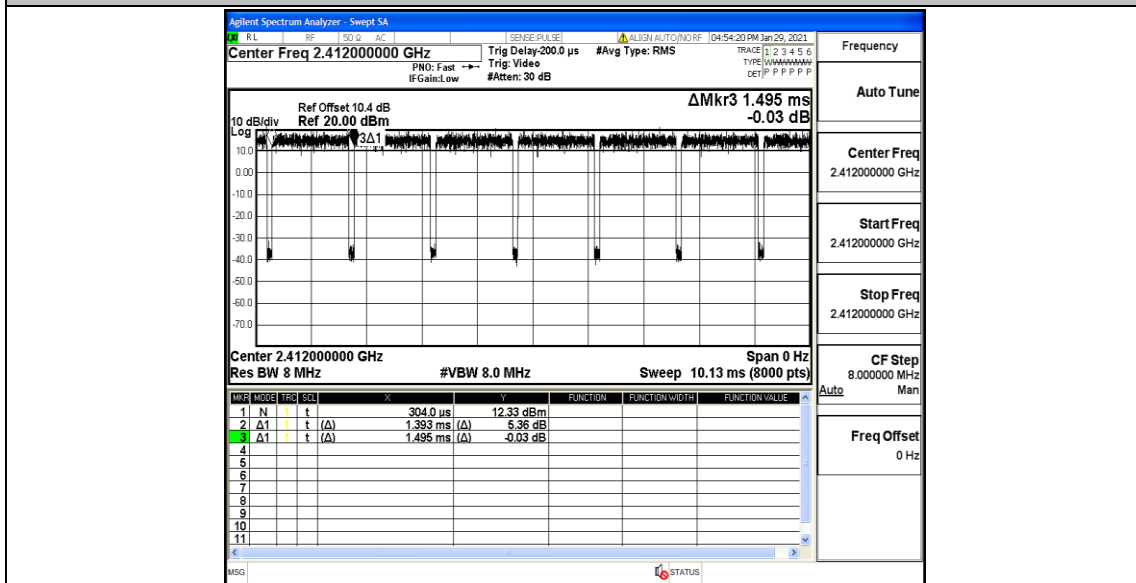 Agilent Spectrum Analyzer - Swept SA
RL RF 50 Ω AC SENSE:PULSE ALIGN AUTO/NO RF 04:54:20 PM Jan 29, 2021
Center Freq 2.412000000 GHz
PNO: Fast
IFGain:Low
Trig Delay-200.0 µs
Trig: Video
#Atten: 30 dB
#Avg Type: RMS
TRACE 1 2 3 4 5 6
TYPE
DET P P P P P P
Ref Offset 10.4 dB
10 dB/div Ref 20.00 dBm
Log
ΔMkr3 1.495 ms
-0.03 dB
3Δ1
10.0
0.00
-10.0
-20.0
-30.0
-40.0
-50.0
-60.0
-70.0
Center 2.412000000 GHz Span 0 Hz
Res BW 8 MHz #VBW 8.0 MHz Sweep 10.13 ms (8000 pts)
MKR MODE TRC SCL X Y FUNCTION FUNCTION WIDTH FUNCTION VALUE
1 N 1 t 304.0 µs 12.33 dBm
2 Δ1 1 t (Δ) 1.393 ms (Δ) 5.36 dB
3 Δ1 1 t (Δ) 1.495 ms (Δ) -0.03 dB
4
5
6
7
8
9
10
11
MSG STATUS
Frequency
Auto Tune
Center Freq
2.412000000 GHz
Start Freq
2.412000000 GHz
Stop Freq
2.412000000 GHz
CF Step
8.000000 MHz
Auto Man
Freq Offset
0 Hz